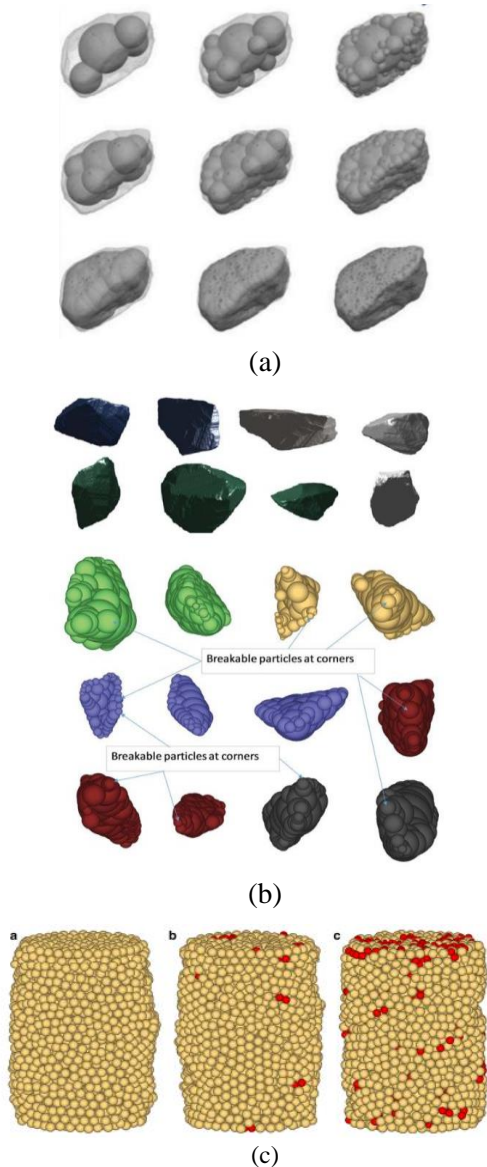 (a)
Breakable particles at corners
Breakable particles at corners
(b)
a b c
(c)